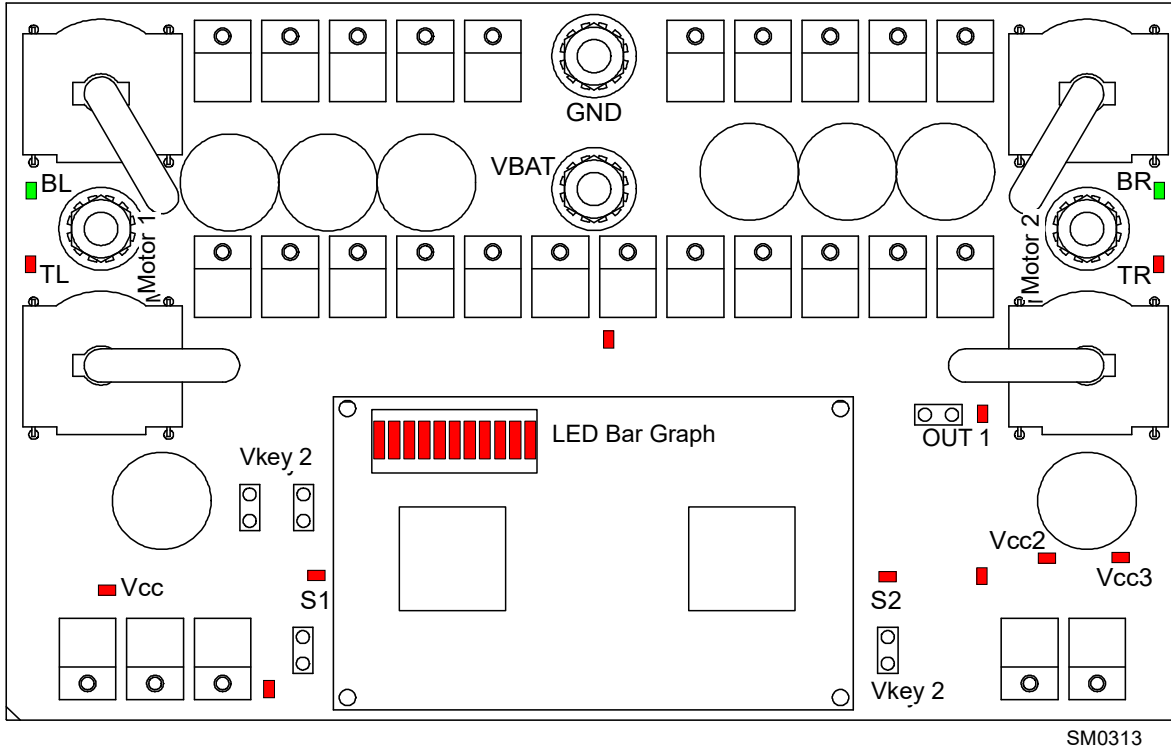 GND
VBAT
BL
BR
Motor 1
Motor 2
TL
TR
LED Bar Graph
OUT 1
Vkey 2
Vcc2
Vcc3
Vcc
S1
S2
Vkey 2
SM0313